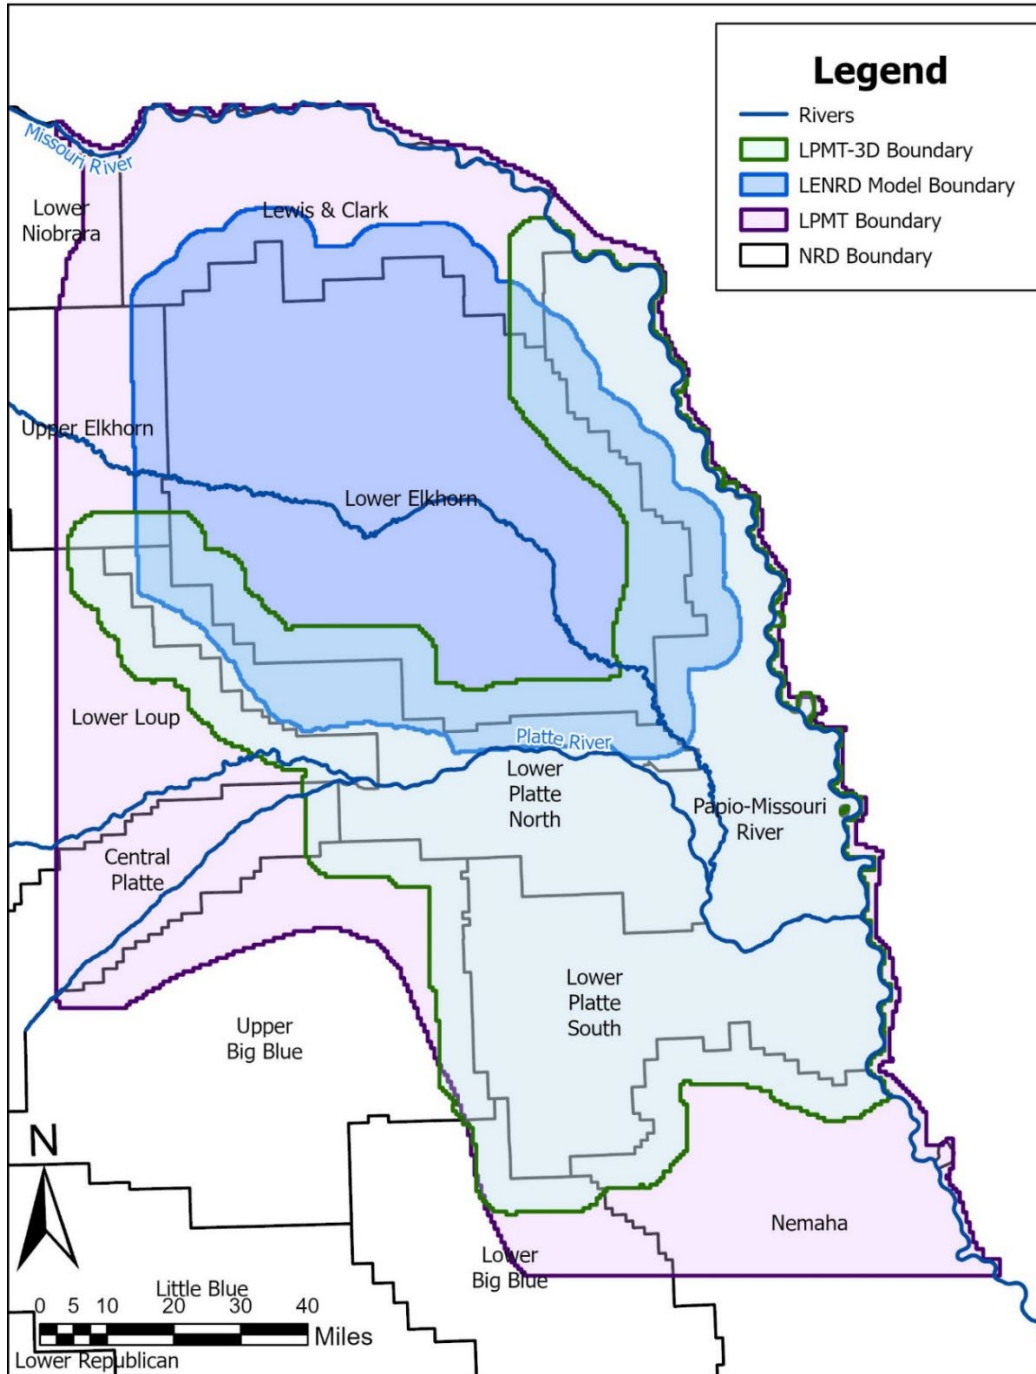 Legend
Rivers
LPMT-3D Boundary
LENRD Model Boundary
LPMT Boundary
NRD Boundary
Missouri River
Lower
Niobrara
Lewis & Clark
Upper Elkhorn
Lower Elkhorn
Lower Loup
Platte River
Lower
Platte
North
Papio-Missouri
River
Central
Platte
Lower
Platte
South
Upper
Big Blue
N
Nemaha
Lower
Big Blue
Little Blue
0 5 10 20 30 40
Miles
Lower Republican